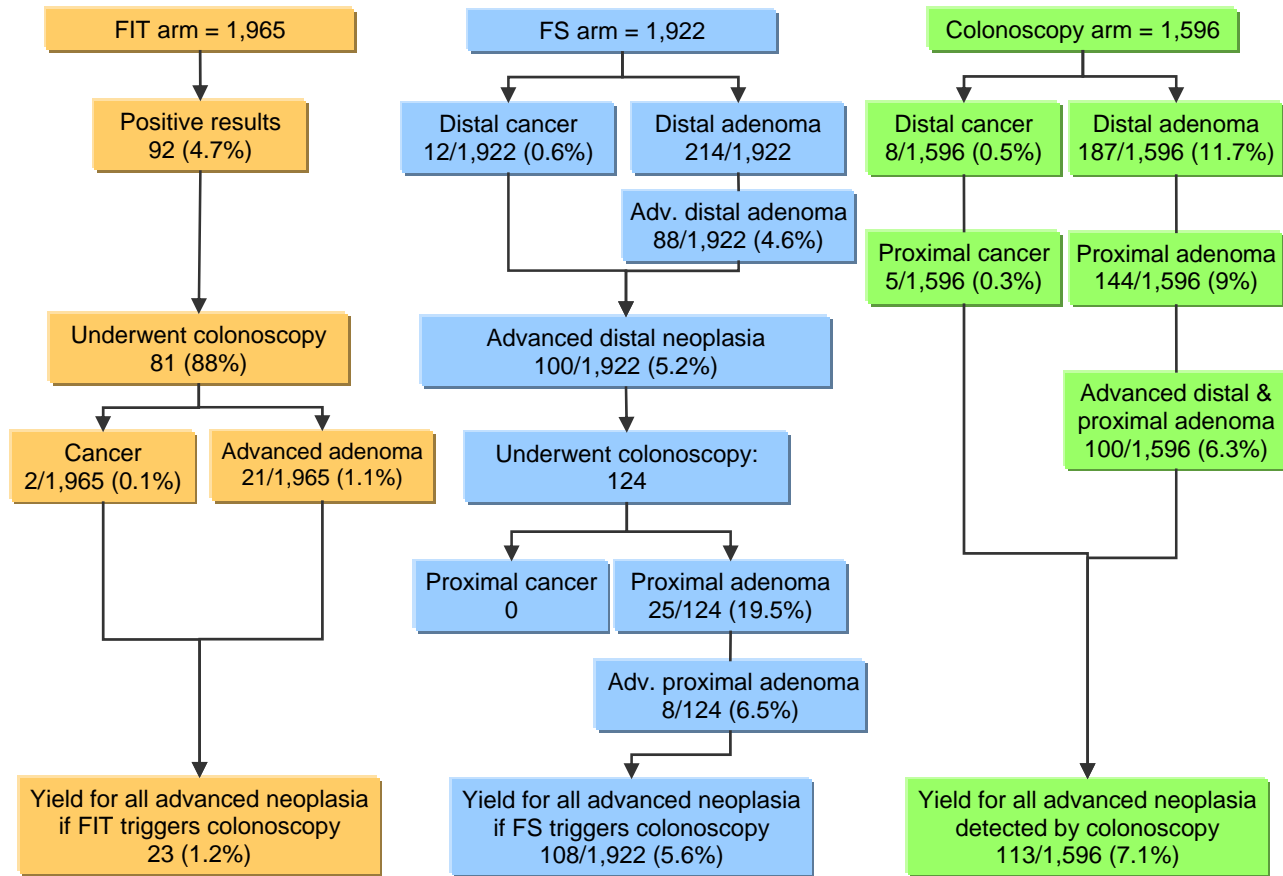 FIT arm = 1,965
Positive results
92 (4.7%)
Underwent colonoscopy
81 (88%)
Cancer
2/1,965 (0.1%)
Advanced adenoma
21/1,965 (1.1%)
Yield for all advanced neoplasia
if FIT triggers colonoscopy
23 (1.2%)
FS arm = 1,922
Distal cancer
12/1,922 (0.6%)
Distal adenoma
214/1,922
Adv. distal adenoma
88/1,922 (4.6%)
Advanced distal neoplasia
100/1,922 (5.2%)
Underwent colonoscopy:
124
Proximal cancer
0
Proximal adenoma
25/124 (19.5%)
Adv. proximal adenoma
8/124 (6.5%)
Yield for all advanced neoplasia
if FS triggers colonoscopy
108/1,922 (5.6%)
Colonoscopy arm = 1,596
Distal cancer
8/1,596 (0.5%)
Distal adenoma
187/1,596 (11.7%)
Proximal cancer
5/1,596 (0.3%)
Proximal adenoma
144/1,596 (9%)
Advanced distal &
proximal adenoma
100/1,596 (6.3%)
Yield for all advanced neoplasia
detected by colonoscopy
113/1,596 (7.1%)